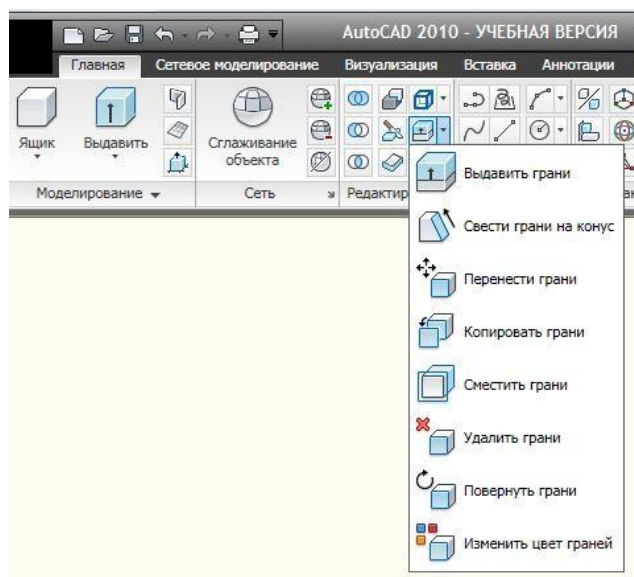 AutoCAD 2010 - УЧЕБНАЯ ВЕРСИЯ
Главная Сетевое моделирование Визуализация Вставка Аннотации
Ящик Выдавить Сглаживание объекта
Моделирование Сеть Редактир
Выдавить грани
Свести грани на конус
Перенести грани
Копировать грани
Сместить грани
Удалить грани
Повернуть грани
Изменить цвет граней